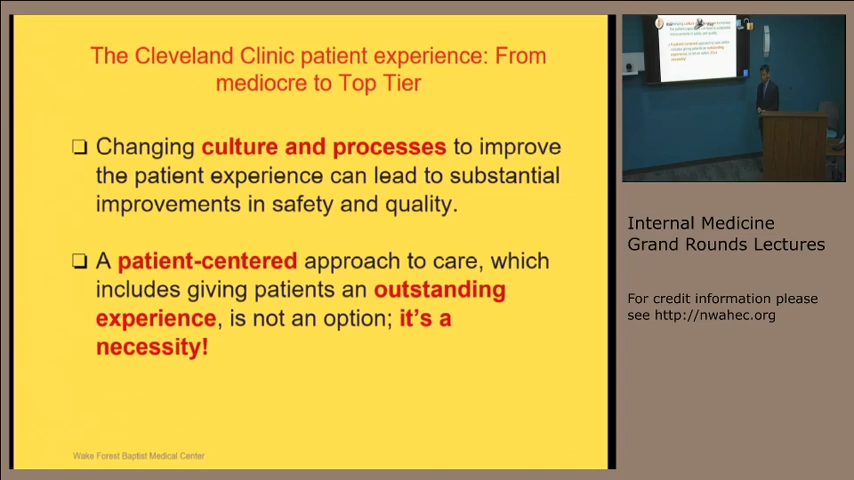 The Cleveland Clinic patient experience: From
mediocre to Top Tier
❑ Changing culture and processes to improve
the patient experience can lead to substantial
improvements in safety and quality.
❑ A patient-centered approach to care, which
includes giving patients an outstanding
experience, is not an option; it's a
necessity!
Wake Forest Baptist Medical Center
Internal Medicine
Grand Rounds Lectures
For credit information please
see http://nwahec.org